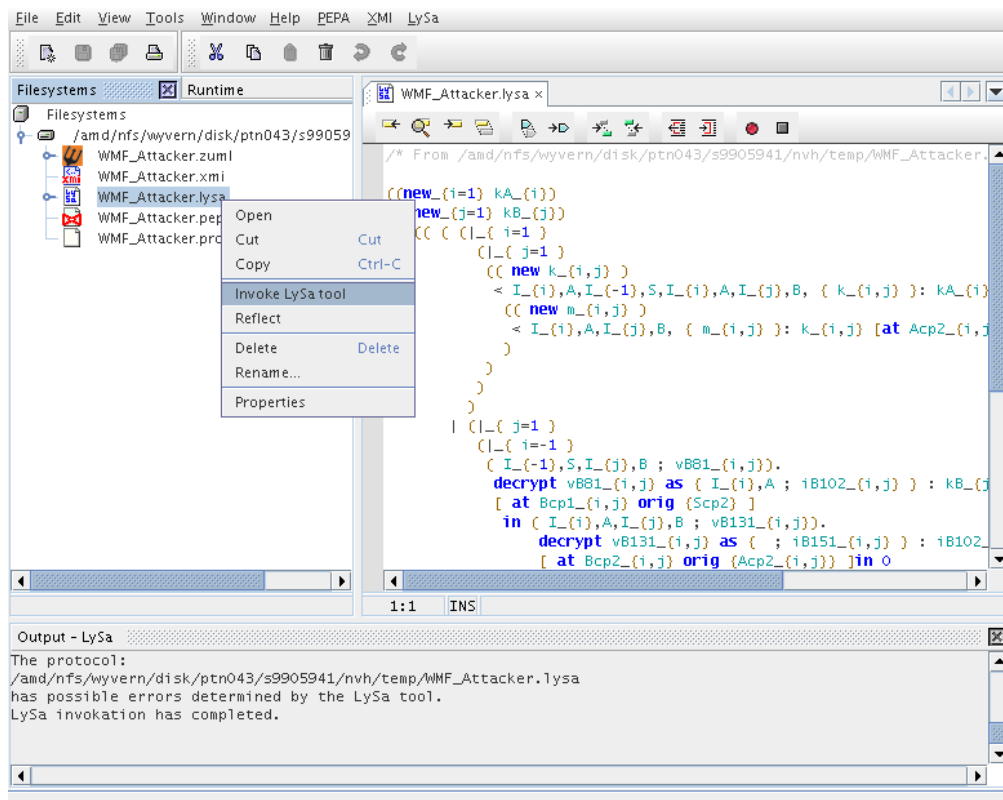 File Edit View Tools Window Help PEPA XMI LySa
Filesystems Runtime
Filesystems
/amd/nfs/wyvern/disk/ptn043/s99059
WMF_Attacker.zuml
WMF_Attacker.xmi
WMF_Attacker.lysa
WMF_Attacker.pep
WMF_Attacker.pro
Open
Cut Cut
Copy Ctrl-C
Invoke LySa tool
Reflect
Delete Delete
Rename...
Properties
WMF_Attacker.lysa ×
/* From /amd/nfs/wyvern/disk/ptn043/s9905941/nvh/temp/WMF_Attacker.
((new_{i=1} kA_{i})
new_{j=1} kB_{j})
(( ( (|_{ i=1 }
(|_{ j=1 }
(( new k_{i,j} )
< I_{i},A,I_{-1},S,I_{i},A,I_{j},B, { k_{i,j} }: kA_{i}
(( new m_{i,j} )
< I_{i},A,I_{j},B, { m_{i,j} }: k_{i,j} [at Acp2_{i,j
)
)
)
)
| (|_{ j=1 }
(|_{ i=-1 }
( I_{-1},S,I_{j},B ; vB81_{i,j}).
decrypt vB81_{i,j} as { I_{i},A ; iB102_{i,j} } : kB_{j
[ at Bcp1_{i,j} orig {Scp2} ]
in ( I_{i},A,I_{j},B ; vB131_{i,j}).
decrypt vB131_{i,j} as {  ; iB151_{i,j} } : iB102_
[ at Bcp2_{i,j} orig {Acp2_{i,j}} ]in 0
1:1 INS
Output - LySa
The protocol:
/amd/nfs/wyvern/disk/ptn043/s9905941/nvh/temp/WMF_Attacker.lysa
has possible errors determined by the LySa tool.
LySa invokation has completed.